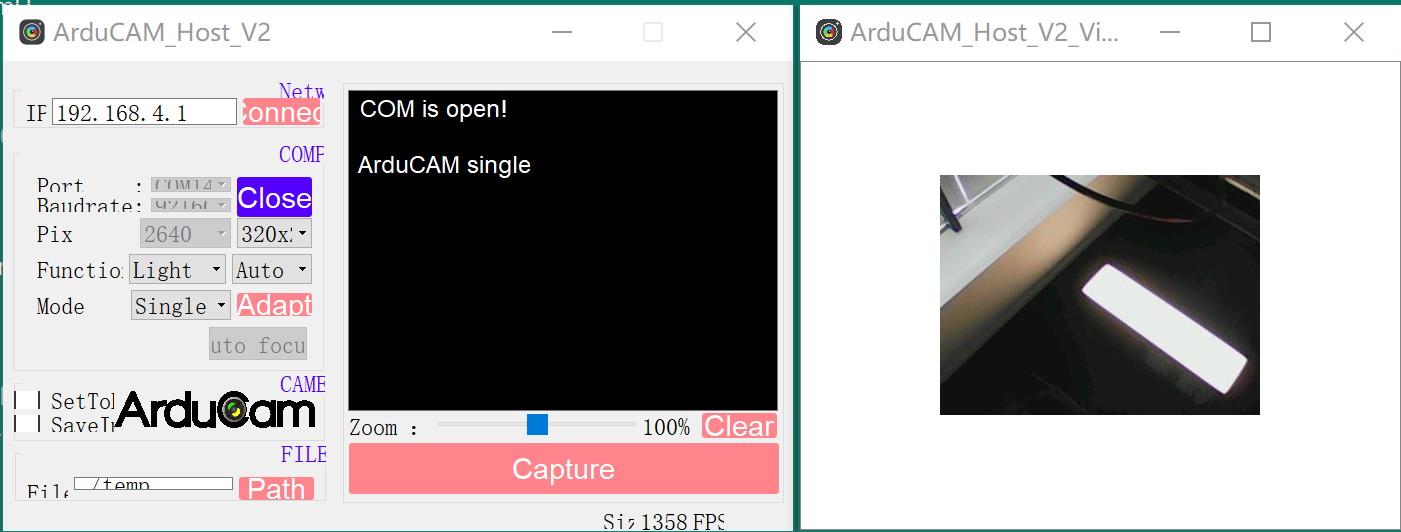 ArduCAM_Host_V2
ArduCAM_Host_V2_Vi...
Netw
IP 192.168.4.1 Connec
COMP
Port : COM14
Baudrate: 92160
Pix 2640 320x2
Functio Light Auto
Mode Single Adapt
uto focu
Close
CAME
SetTo
SaveI
ArduCam
FILE
File ./temp Path
COM is open!
ArduCAM single
Zoom : 100% Clear
Capture
Siz 1358 FPS